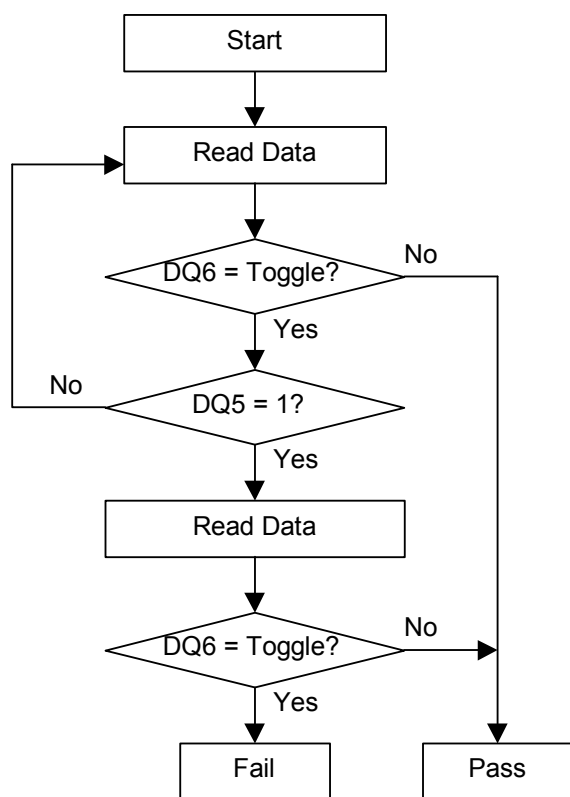 Start
Read Data
DQ6 = Toggle?
No
Yes
No
DQ5 = 1?
Yes
Read Data
DQ6 = Toggle?
No
Yes
Fail
Pass